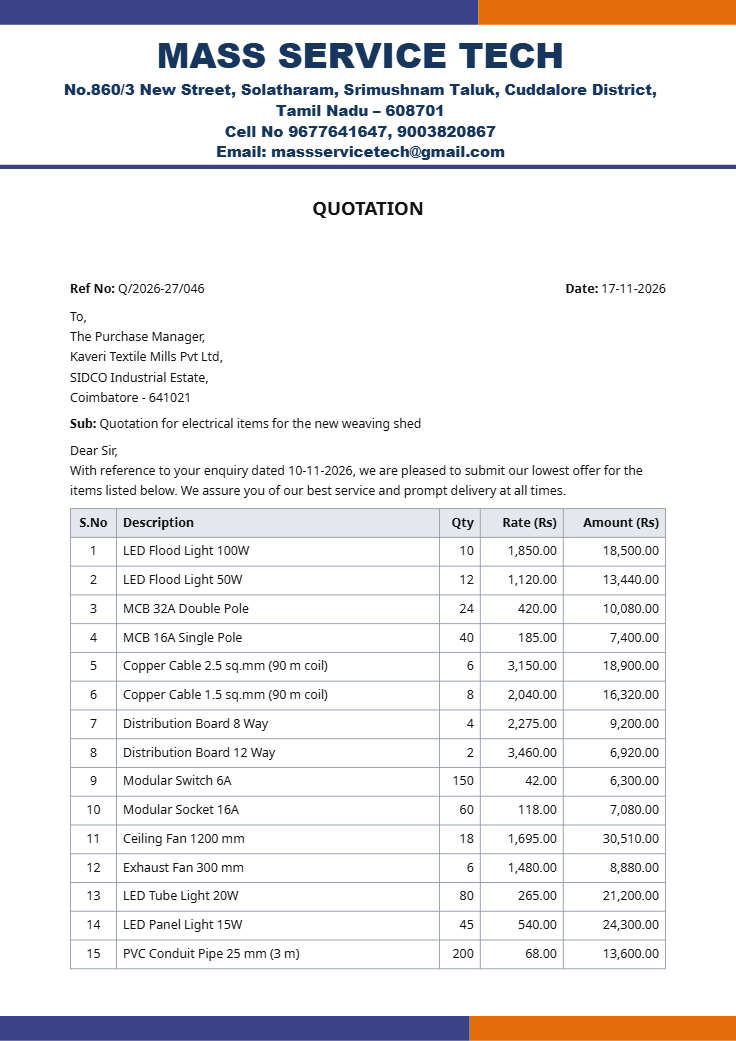 MASS SERVICE TECH
No.860/3 New Street, Solatharam, Srimushnam Taluk, Cuddalore District,
Tamil Nadu – 608701
Cell No 9677641647, 9003820867
Email: massservicetech@gmail.com
QUOTATION
Ref No: Q/2026-27/046 Date: 17-11-2026
To,
The Purchase Manager,
Kaveri Textile Mills Pvt Ltd,
SIDCO Industrial Estate,
Coimbatore - 641021
Sub: Quotation for electrical items for the new weaving shed
Dear Sir,
With reference to your enquiry dated 10-11-2026, we are pleased to submit our lowest offer for the
items listed below. We assure you of our best service and prompt delivery at all times.
S.No Description Qty Rate (Rs) Amount (Rs)
1 LED Flood Light 100W 10 1,850.00 18,500.00
2 LED Flood Light 50W 12 1,120.00 13,440.00
3 MCB 32A Double Pole 24 420.00 10,080.00
4 MCB 16A Single Pole 40 185.00 7,400.00
5 Copper Cable 2.5 sq.mm (90 m coil) 6 3,150.00 18,900.00
6 Copper Cable 1.5 sq.mm (90 m coil) 8 2,040.00 16,320.00
7 Distribution Board 8 Way 4 2,275.00 9,200.00
8 Distribution Board 12 Way 2 3,460.00 6,920.00
9 Modular Switch 6A 150 42.00 6,300.00
10 Modular Socket 16A 60 118.00 7,080.00
11 Ceiling Fan 1200 mm 18 1,695.00 30,510.00
12 Exhaust Fan 300 mm 6 1,480.00 8,880.00
13 LED Tube Light 20W 80 265.00 21,200.00
14 LED Panel Light 15W 45 540.00 24,300.00
15 PVC Conduit Pipe 25 mm (3 m) 200 68.00 13,600.00